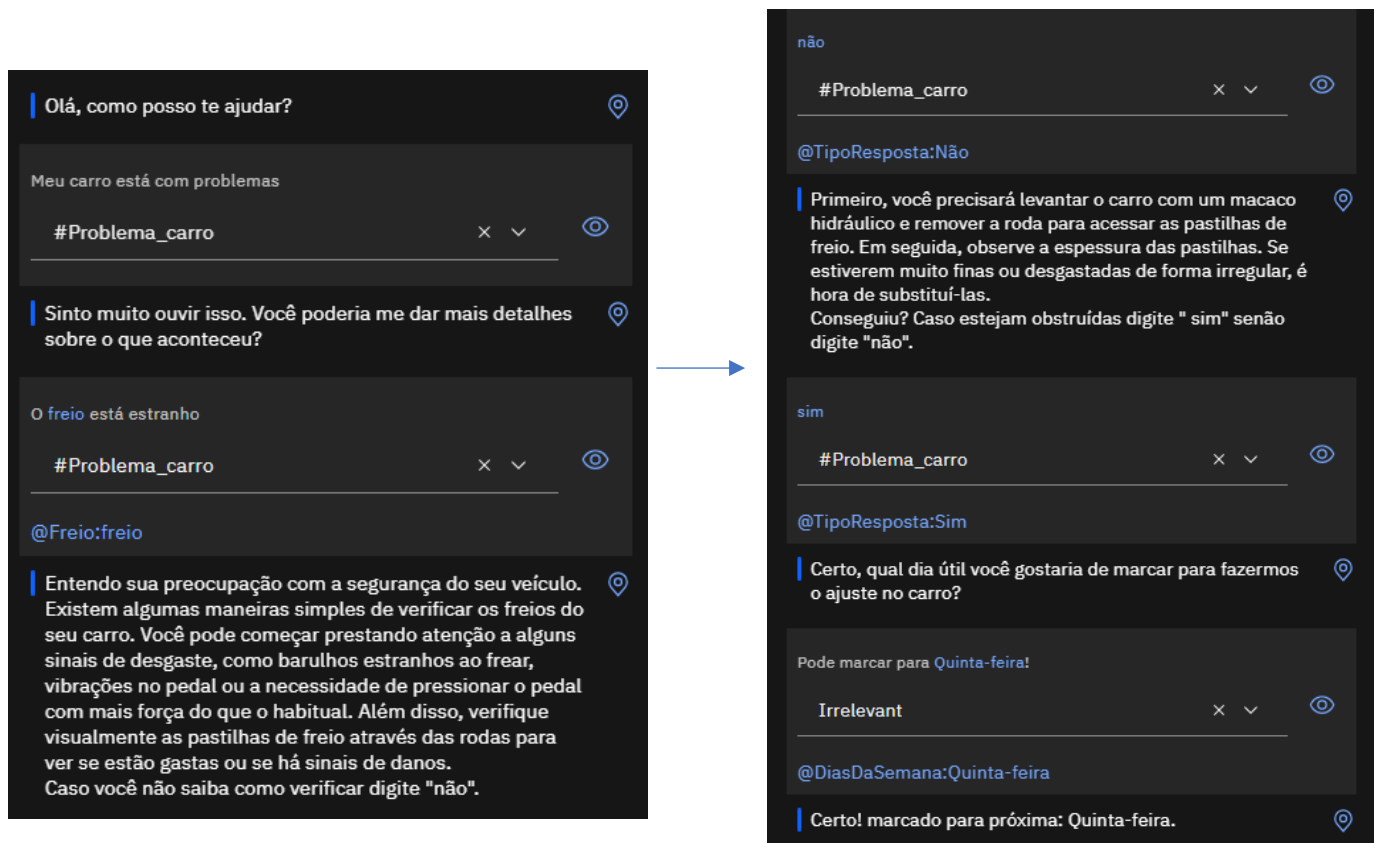 Olá, como posso te ajudar?
Meu carro está com problemas
#Problema_carro
Sinto muito ouvir isso. Você poderia me dar mais detalhes
sobre o que aconteceu?
O freio está estranho
#Problema_carro
@Freio:freio
Entendo sua preocupação com a segurança do seu veículo.
Existem algumas maneiras simples de verificar os freios do
seu carro. Você pode começar prestando atenção a alguns
sinais de desgaste, como barulhos estranhos ao frear,
vibrações no pedal ou a necessidade de pressionar o pedal
com mais força do que o habitual. Além disso, verifique
visualmente as pastilhas de freio através das rodas para
ver se estão gastas ou se há sinais de danos.
Caso você não saiba como verificar digite "não".
não
#Problema_carro
@TipoResposta:Não
Primeiro, você precisará levantar o carro com um macaco
hidráulico e remover a roda para acessar as pastilhas de
freio. Em seguida, observe a espessura das pastilhas. Se
estiverem muito finas ou desgastadas de forma irregular, é
hora de substituí-las.
Conseguiu? Caso estejam obstruídas digite " sim" senão
digite "não".
sim
#Problema_carro
@TipoResposta:Sim
Certo, qual dia útil você gostaria de marcar para fazermos
o ajuste no carro?
Pode marcar para Quinta-feira!
Irrelevant
@DiasDaSemana:Quinta-feira
Certo! marcado para próxima: Quinta-feira.